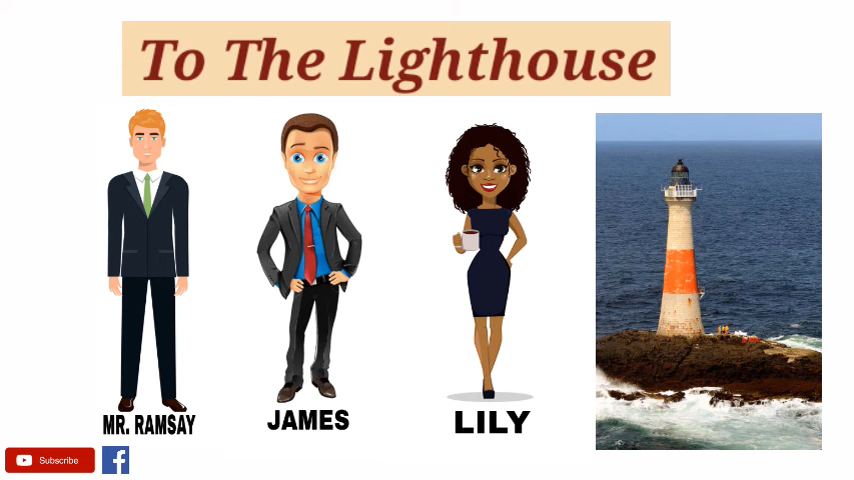 To The Lighthouse
MR. RAMSAY
JAMES
LILY
Subscribe